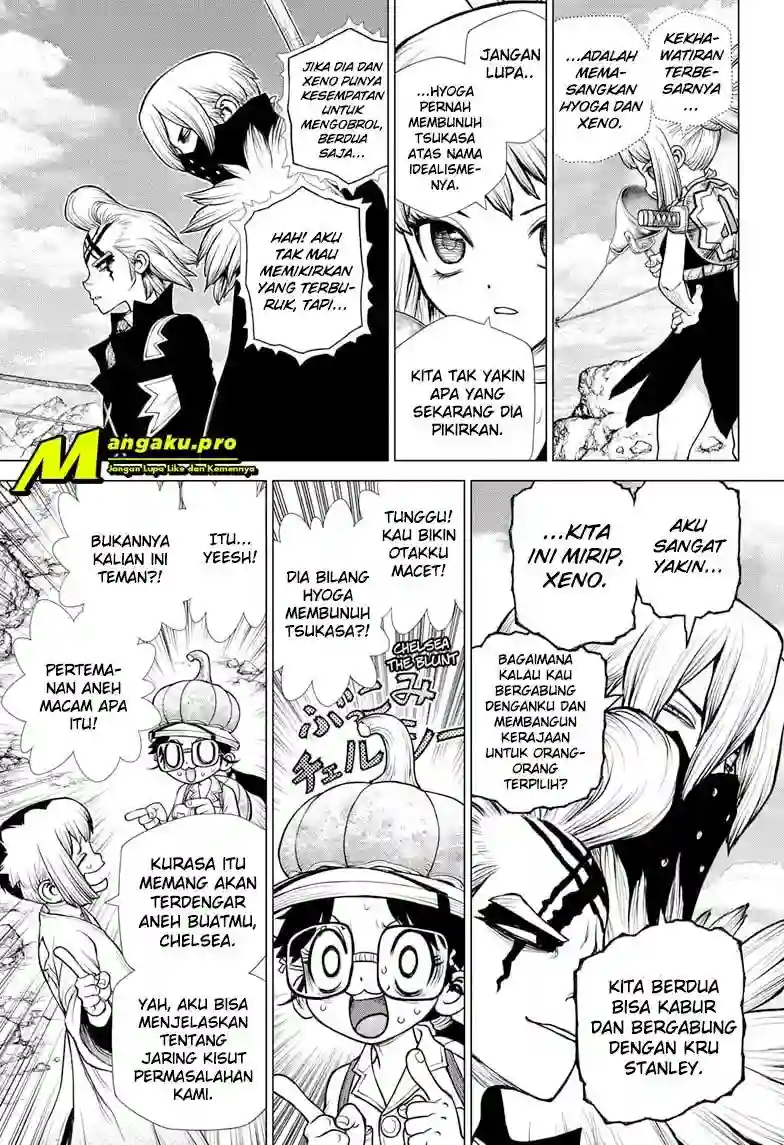 KEKHA-
WATIRAN
TERBE-
SARNYA
...
...ADALAH
MEMA-
SANGKAN
HYOGA DAN
XENO.
JANGAN
LUPA..
...HYOGA
PERNAH
MEMBUNUH
TSUKASA
ATAS NAMA
IDEALISME-
NYA.
KITA TAK YAKIN
APA YANG
SEKARANG DIA
PIKIRKAN.
JIKA DIA DAN
XENO PUNYA
KESEMPATAN
UNTUK
MENGOBROL,
BERDUA
SAJA...
HAH! AKU
TAK MAU
MEMIKIRKAN
YANG TERBU-
RUK, TAPI...
Mangaku.pro
Jangan Lupa Like dan Komennya
AKU
SANGAT
YAKIN...
...KITA
INI MIRIP,
XENO.
BAGAIMANA
KALAU KAU
BERGABUNG
DENGANKU DAN
MEMBANGUN
KERAJAAN
UNTUK ORANG-
ORANG
TERPILIH?
KITA BERDUA
BISA KABUR
DAN BERGABUNG
DENGAN KRU
STANLEY.
TUNGGU!
KAU BIKIN
OTAKKU
MACET!
DIA BILANG
HYOGA
MEMBUNUH
TSUKASA?!
CHELSEA
THE BLUNT
ぶこみ
チェルシー
ITU...
YEESH!
BUKANNYA
KALIAN INI
TEMAN?!
PERTEMA-
NAN ANEH
MACAM APA
ITU!
KURASA ITU
MEMANG AKAN
TERDENGAR
ANEH BUATMU,
CHELSEA.
YAH, AKU BISA
MENJELASKAN
TENTANG
JARING KISUT
PERMASALAHAN
KAMI.